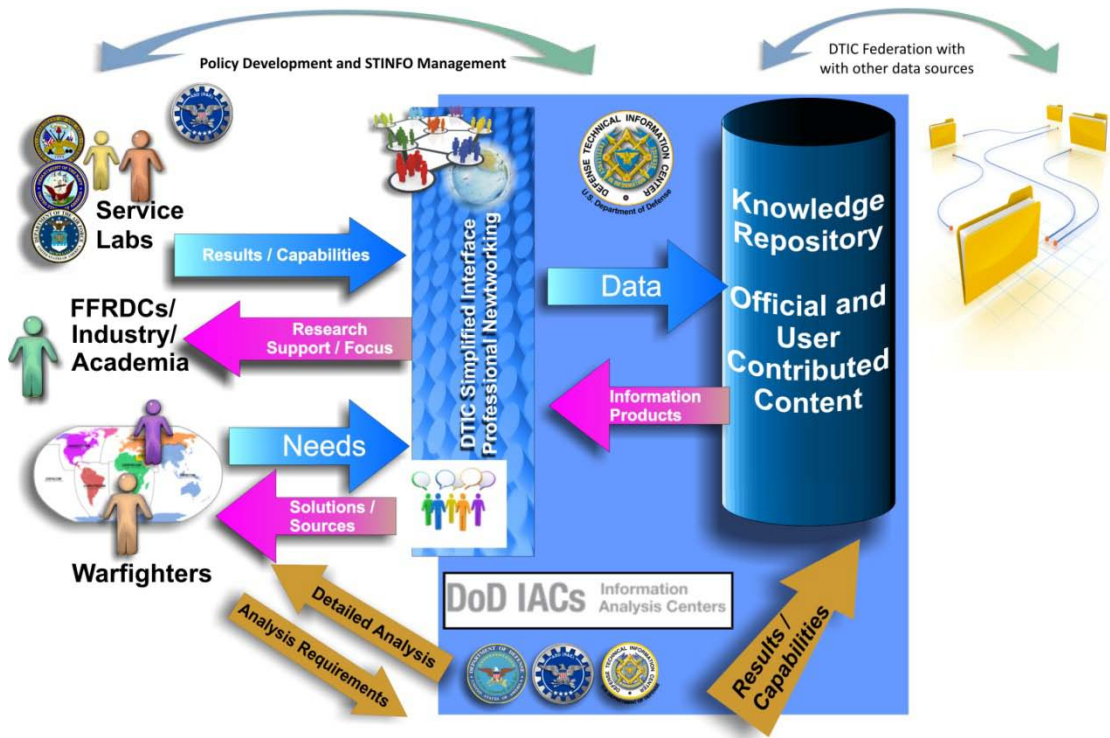 Policy Development and STINFO Management
DTIC Federation with
with other data sources
DEFENSE TECHNICAL INFORMATION CENTER
U.S. Department of Defense
Service
Labs
Results / Capabilities
FFRDCs/
Industry/
Academia
Research
Support / Focus
DTIC Simplified Interface
Professional Newtworking
Data
Knowledge
Repository
Official and
User
Contributed
Content
Information
Products
Needs
Solutions /
Sources
Warfighters
Detailed Analysis
Analysis Requirements
DoD IACs
Information
Analysis Centers
Results /
Capabilities